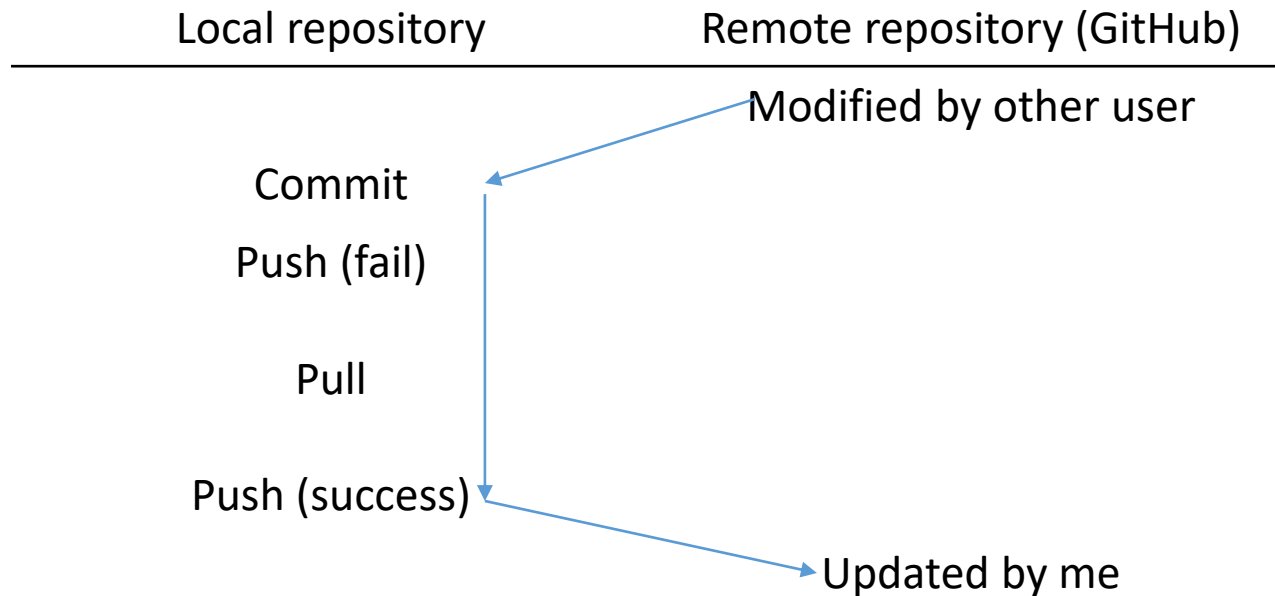 Local repository
Remote repository (GitHub)
Modified by other user
Commit
Push (fail)
Pull
Push (success)
Updated by me